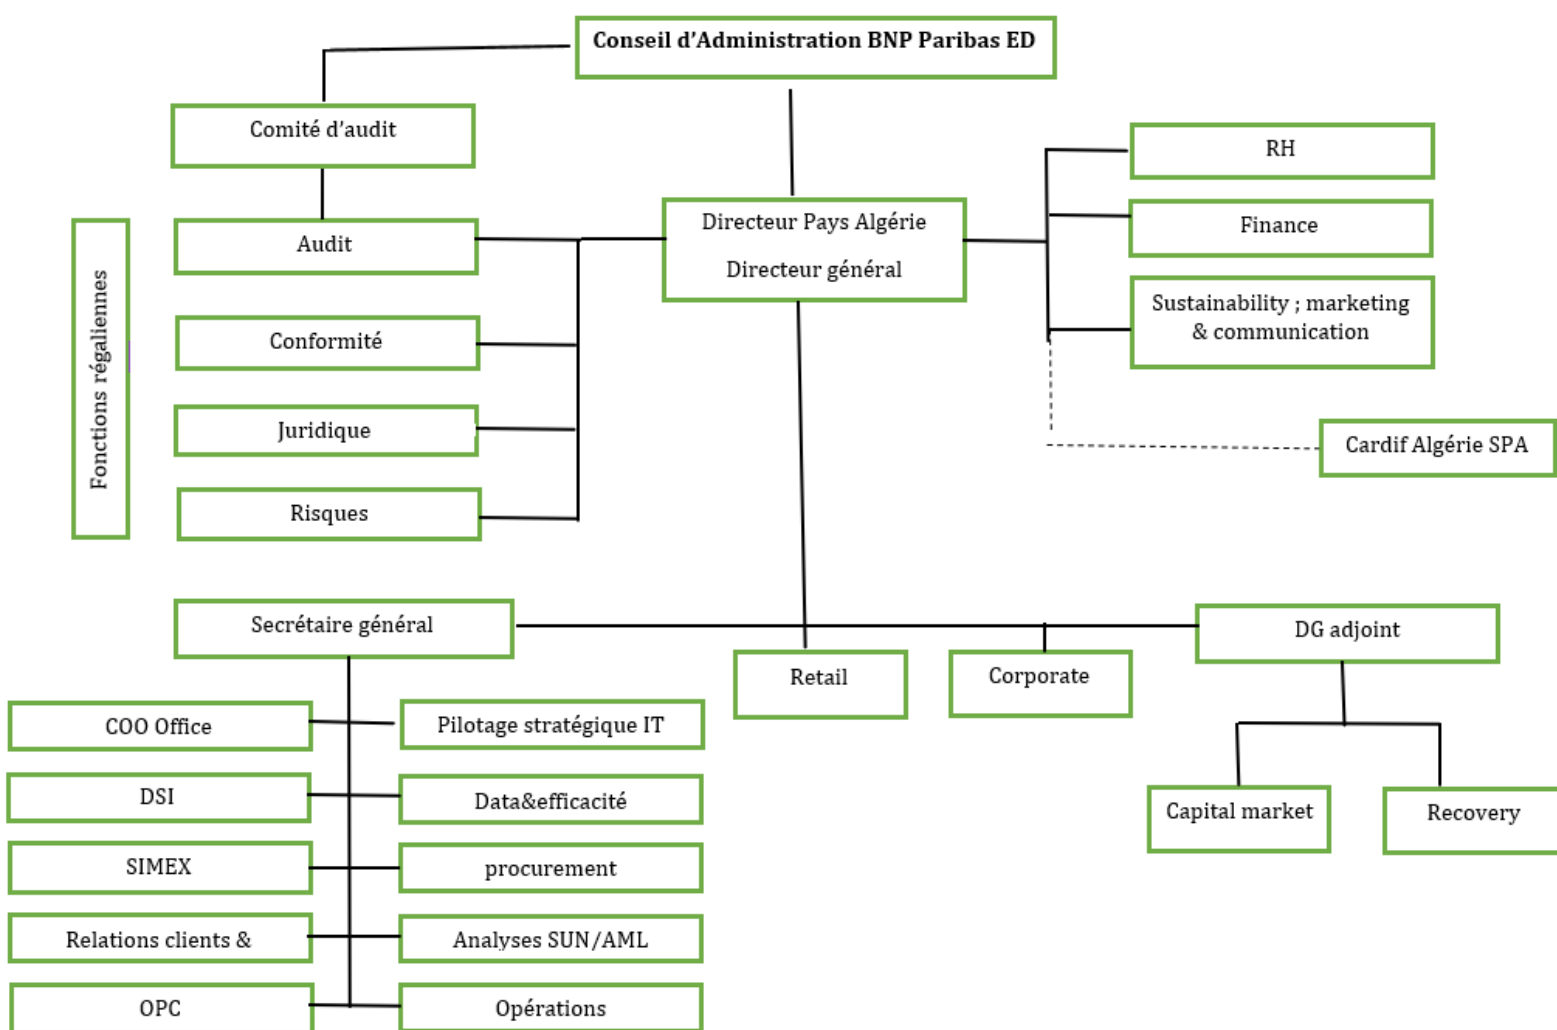 Conseil d'Administration BNP Paribas ED
Comité d'audit
RH
Directeur Pays Algérie
Directeur général
Finance
Audit
Fonctions régaliennes
Sustainability ; marketing
& communication
Conformité
Juridique
Cardif Algérie SPA
Risques
Secrétaire général
DG adjoint
Retail
Corporate
COO Office
Pilotage stratégique IT
DSI
Data&efficacité
Capital market
Recovery
SIMEX
procurement
Relations clients &
Analyses SUN/AML
OPC
Opérations